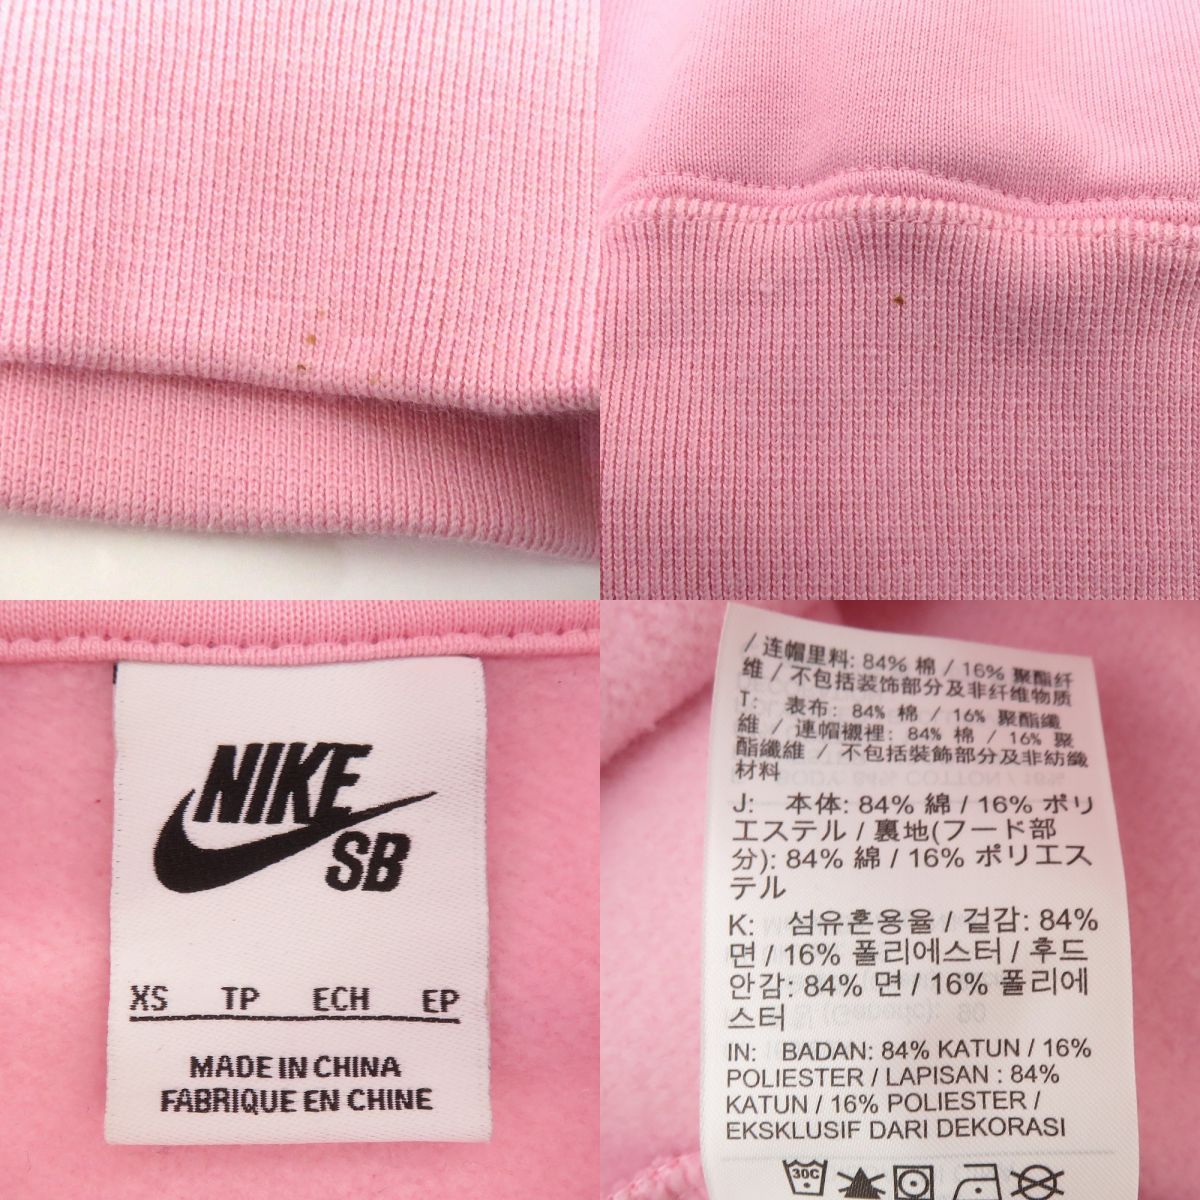 NIKE
SB
XS TP ECH EP
MADE IN CHINA
FABRIQUE EN CHINE
/ 连帽里料: 84% 棉 / 16% 聚酯纤
维 / 不包括装饰部分及非纤维物质
T: 表布: 84% 棉 / 16% 聚酯纖
維 / 連帽襯裡: 84% 棉 / 16% 聚
酯纖維 / 不包括裝飾部分及非紡織
材料
J: 本体: 84% 綿 / 16% ポリ
エステル / 裏地(フード部
分): 84% 綿 / 16% ポリエス
テル
K: 섬유혼용율 / 겉감: 84%
면 / 16% 폴리에스터 / 후드
안감: 84% 면 / 16% 폴리에
스터
IN: BADAN: 84% KATUN / 16%
POLIESTER / LAPISAN : 84%
KATUN / 16% POLIESTER /
EKSKLUSIF DARI DEKORASI
30C